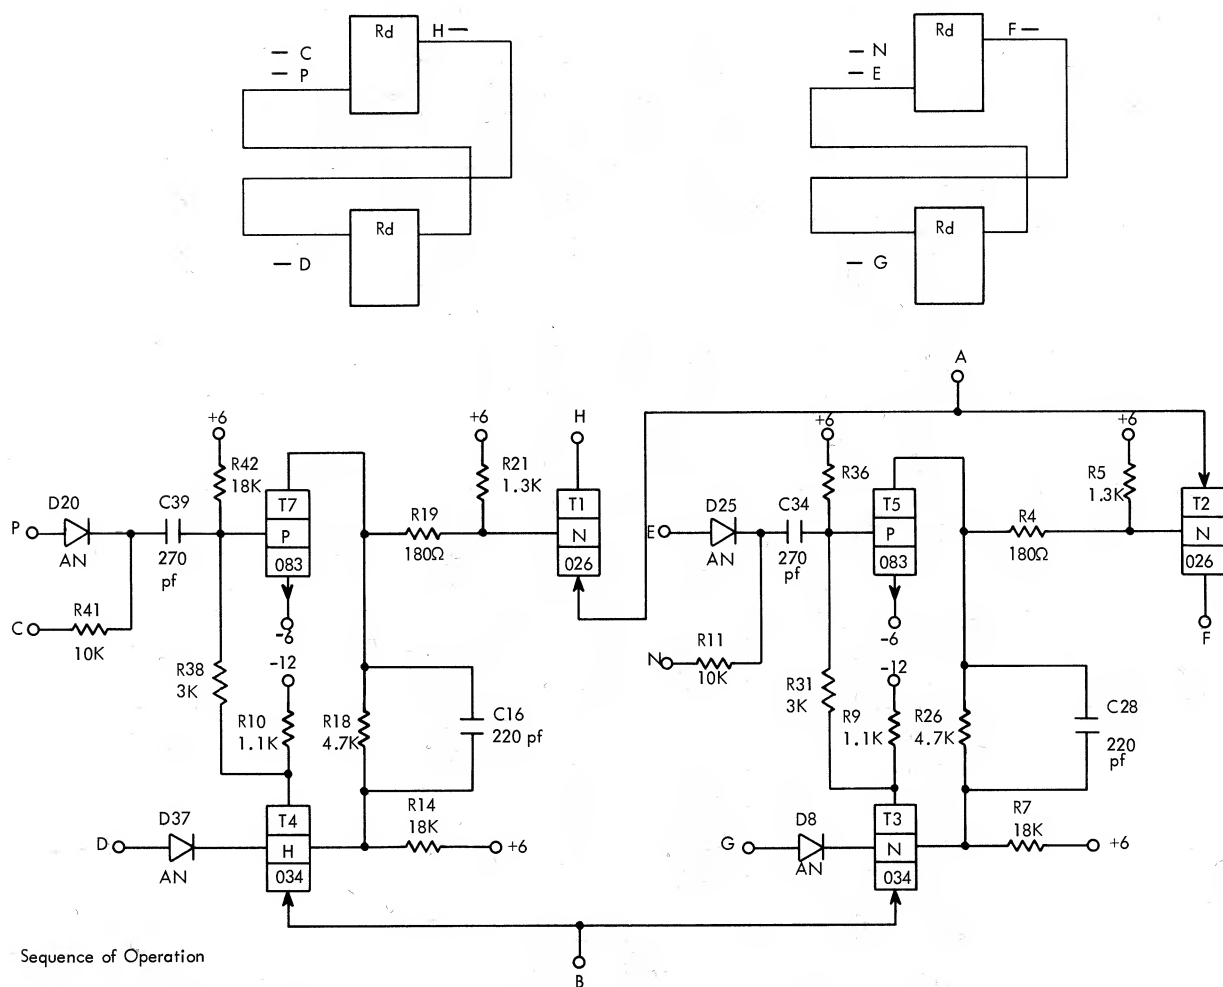 Rd
H —
— C
— P
Rd
— D
Rd
F —
— N
— E
Rd
— G
A
+6
+6
H
+6
+6
R42
18K
R21
1.3K
R36
R5
1.3K
D20
C39
T7
T1
D25
C34
T5
T2
P
P
R19
N
E
P
R4
N
AN
270
pf
083
180Ω
026
AN
270
pf
083
180Ω
026
R41
C
10K
-6
R11
N
10K
-6
F
R38
3K
-12
R31
3K
-12
R10
1.1K
R18
4.7K
C16
220 pf
R9
1.1K
R26
4.7K
C28
220
pf
D37
T4
R14
18K
D8
T3
R7
18K
D
H
+6
G
N
+6
AN
034
AN
034
Sequence of Operation
B